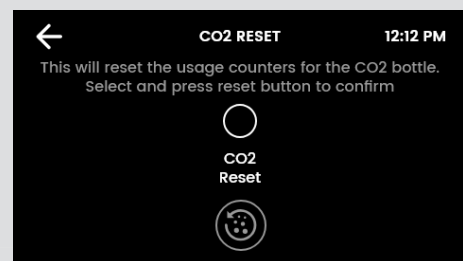 CO2 RESET 12:12 PM
This will reset the usage counters for the CO2 bottle.
Select and press reset button to confirm
CO2
Reset